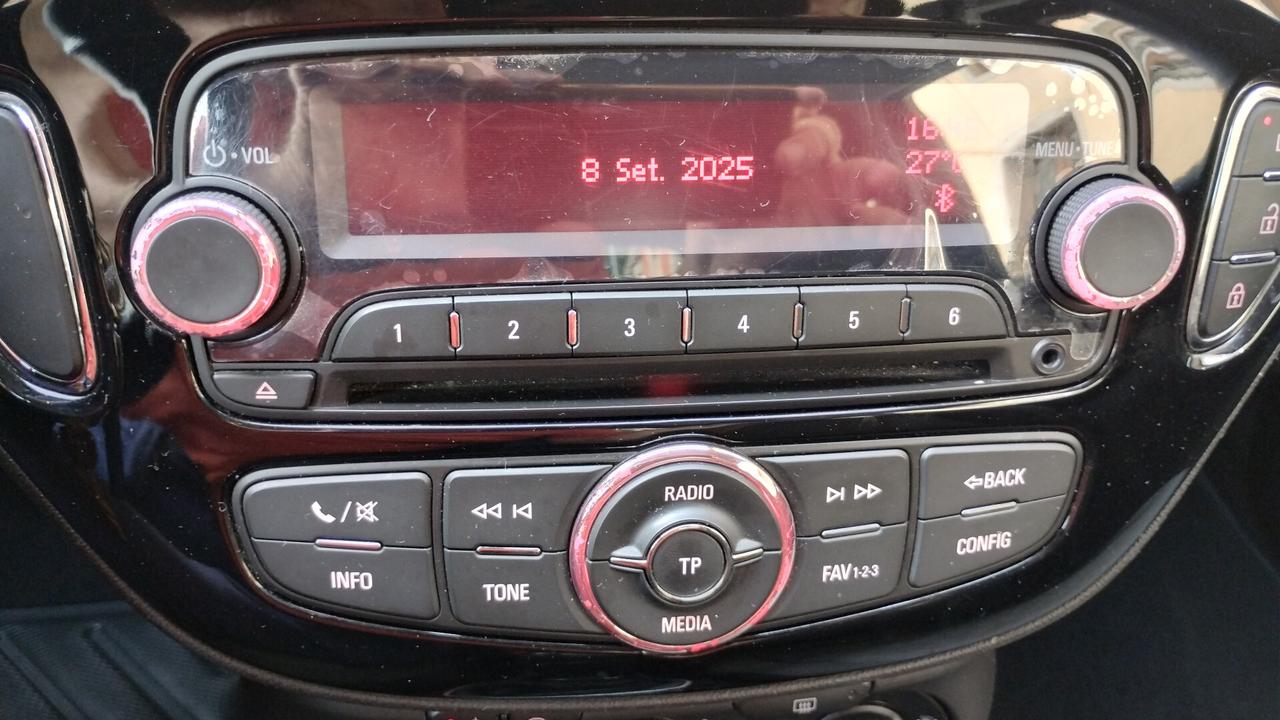 8 Set. 2025
27°C
VOL
MENU•TUNE
1 2 3 4 5 6
RADIO
BACK
TP
INFO
TONE
FAV1-2-3
CONFIG
MEDIA